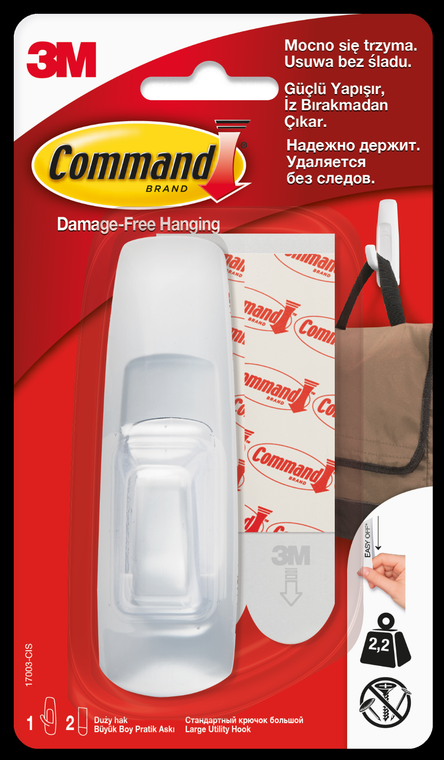 3M
Mocno się trzyma.
Usuwa bez śladu.
Güçlü Yapışır,
İz Bırakmadan
Çıkar.
Надежно держит.
Удаляется
без следов.
Command
BRAND
Damage-Free Hanging
Command
BRAND
Command
BRAND
3M
EASY OFF
2,2
17003-CIS
1
2
Duży hak
Büyük Boy Pratik Askı
Стандартный крючок большой
Large Utility Hook